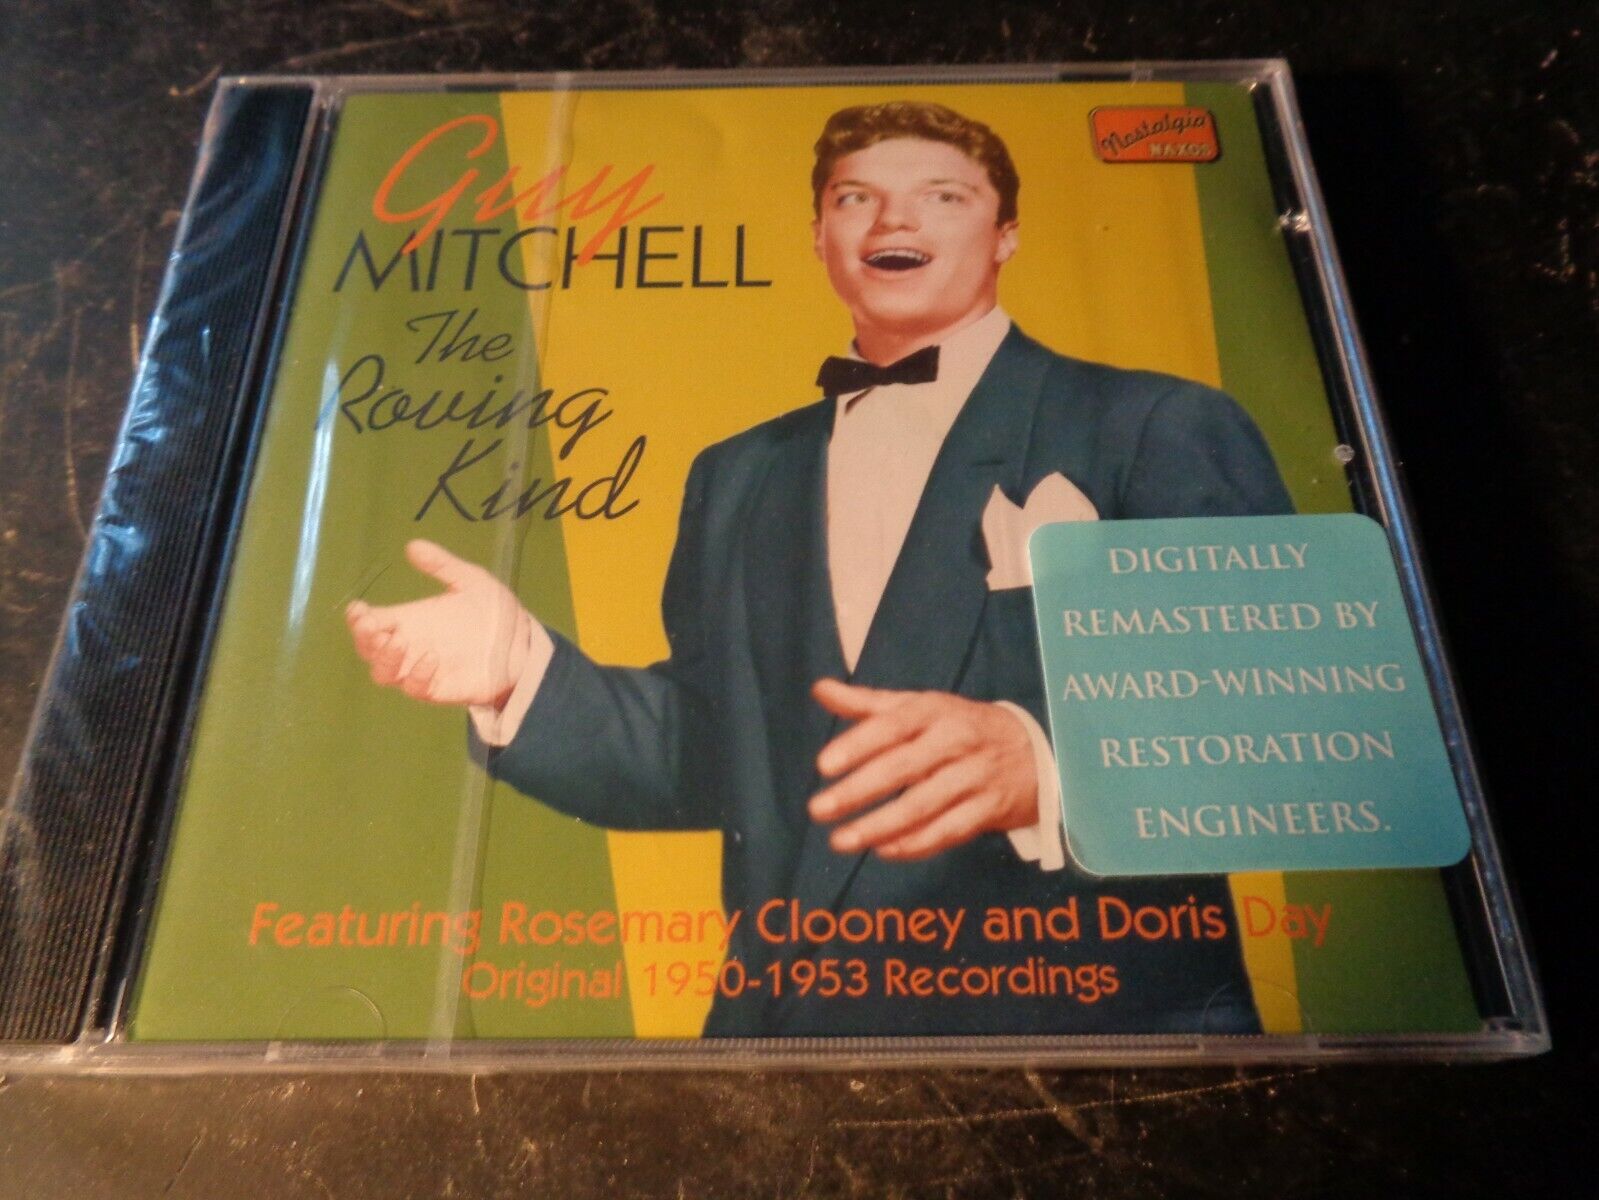 Guy
MITCHELL
The
Roving
Kind
Nostalgia
NAXOS
DIGITALLY
REMASTERED BY
AWARD-WINNING
RESTORATION
ENGINEERS.
Featuring Rosemary Clooney and Doris Day
Original 1950-1953 Recordings